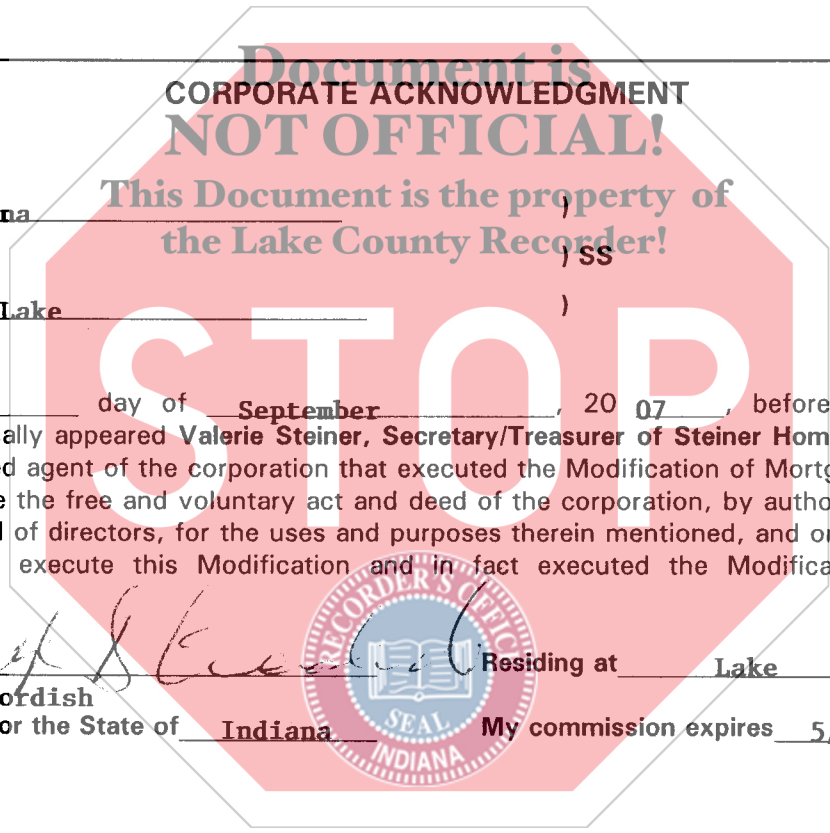 Document is
CORPORATE ACKNOWLEDGMENT
NOT OFFICIAL!
This Document is the property of
na )
the Lake County Recorder!
) SS
Lake )
STOP
day of September, 20 07, before
ally appeared Valerie Steiner, Secretary/Treasurer of Steiner Hom
d agent of the corporation that executed the Modification of Mortg
e the free and voluntary act and deed of the corporation, by autho
l of directors, for the uses and purposes therein mentioned, and or
execute this Modification and in fact executed the Modifica
RECORDER'S OFFICE
Residing at Lake
ordish
SEAL
or the State of Indiana My commission expires 5/
INDIANA